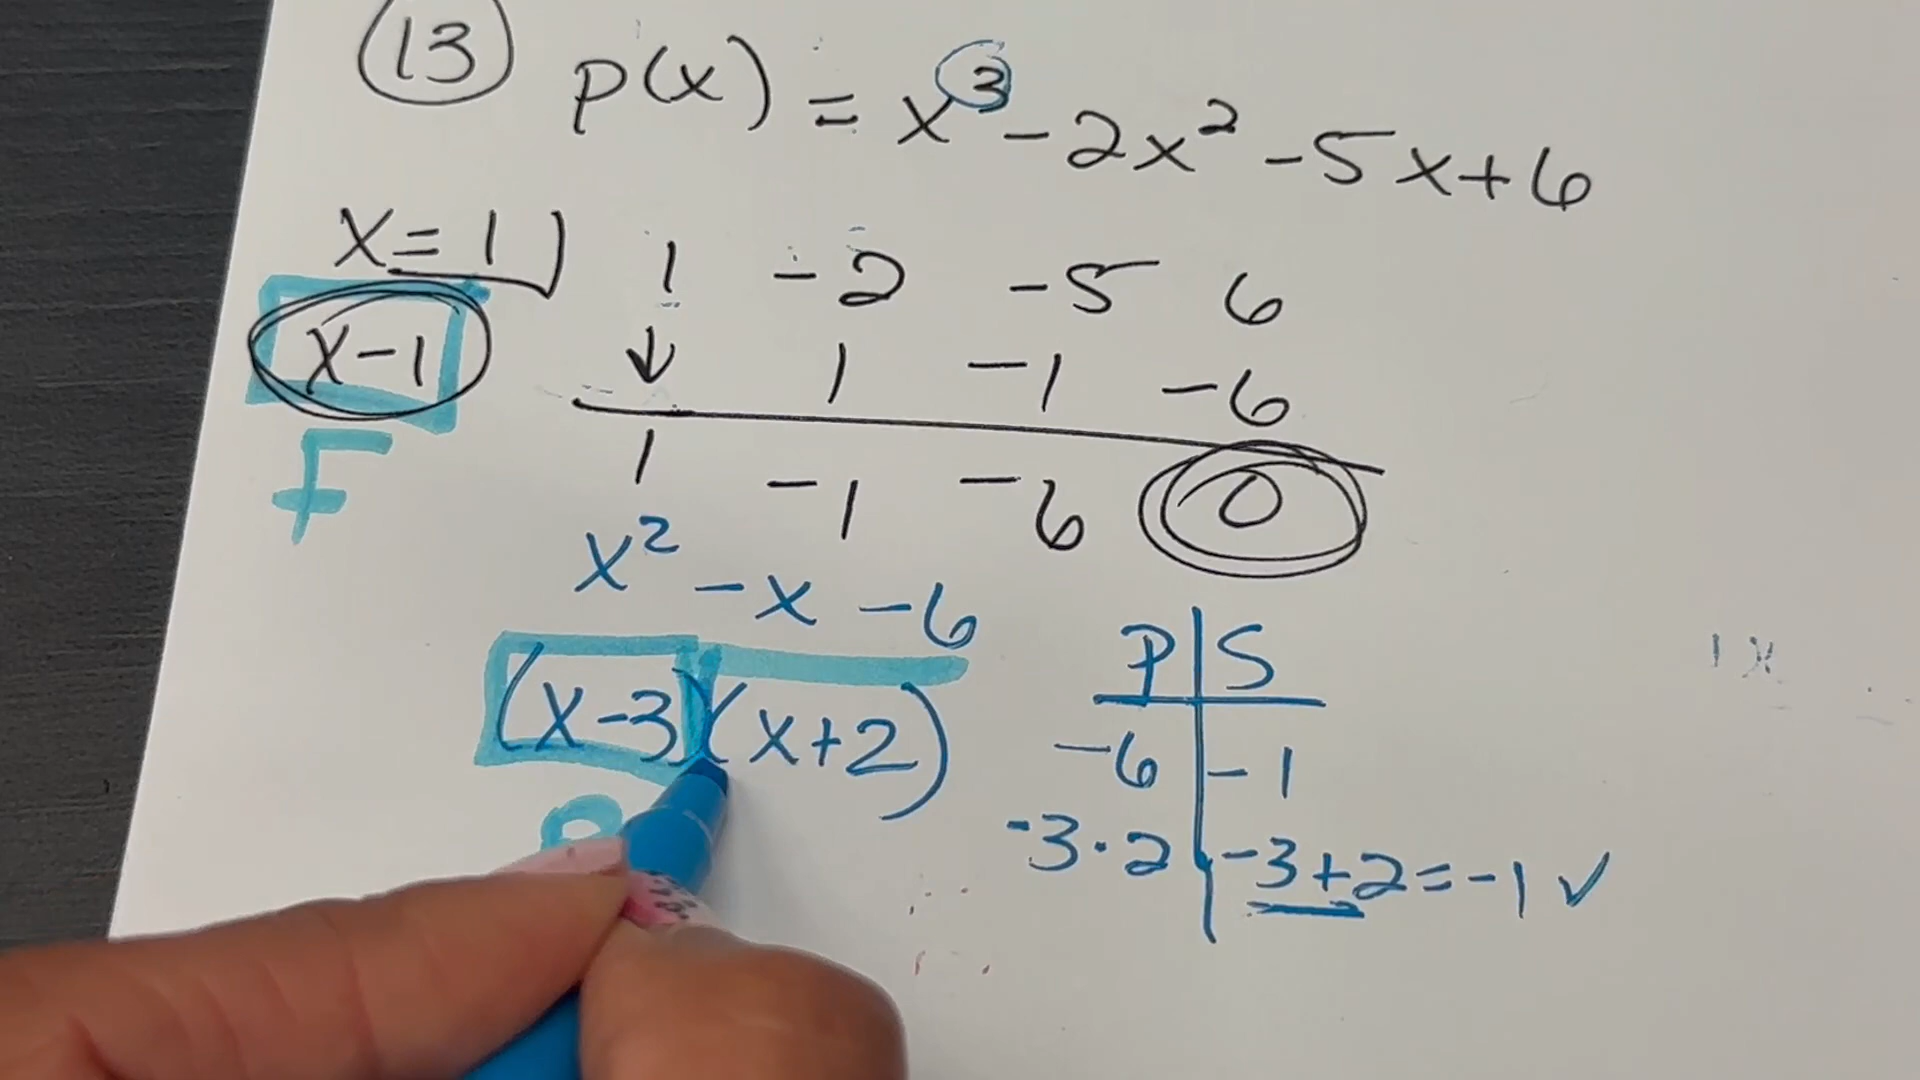 13 p(x) = x³ - 2x² - 5x + 6
x = 1 1 -2 -5 6
x - 1 ↓ 1 -1 -6
F 1 -1 -6 0
x² - x - 6
P | S
(x-3)(x+2)
-6 | -1
-3 · 2 | -3 + 2 = -1 ✓